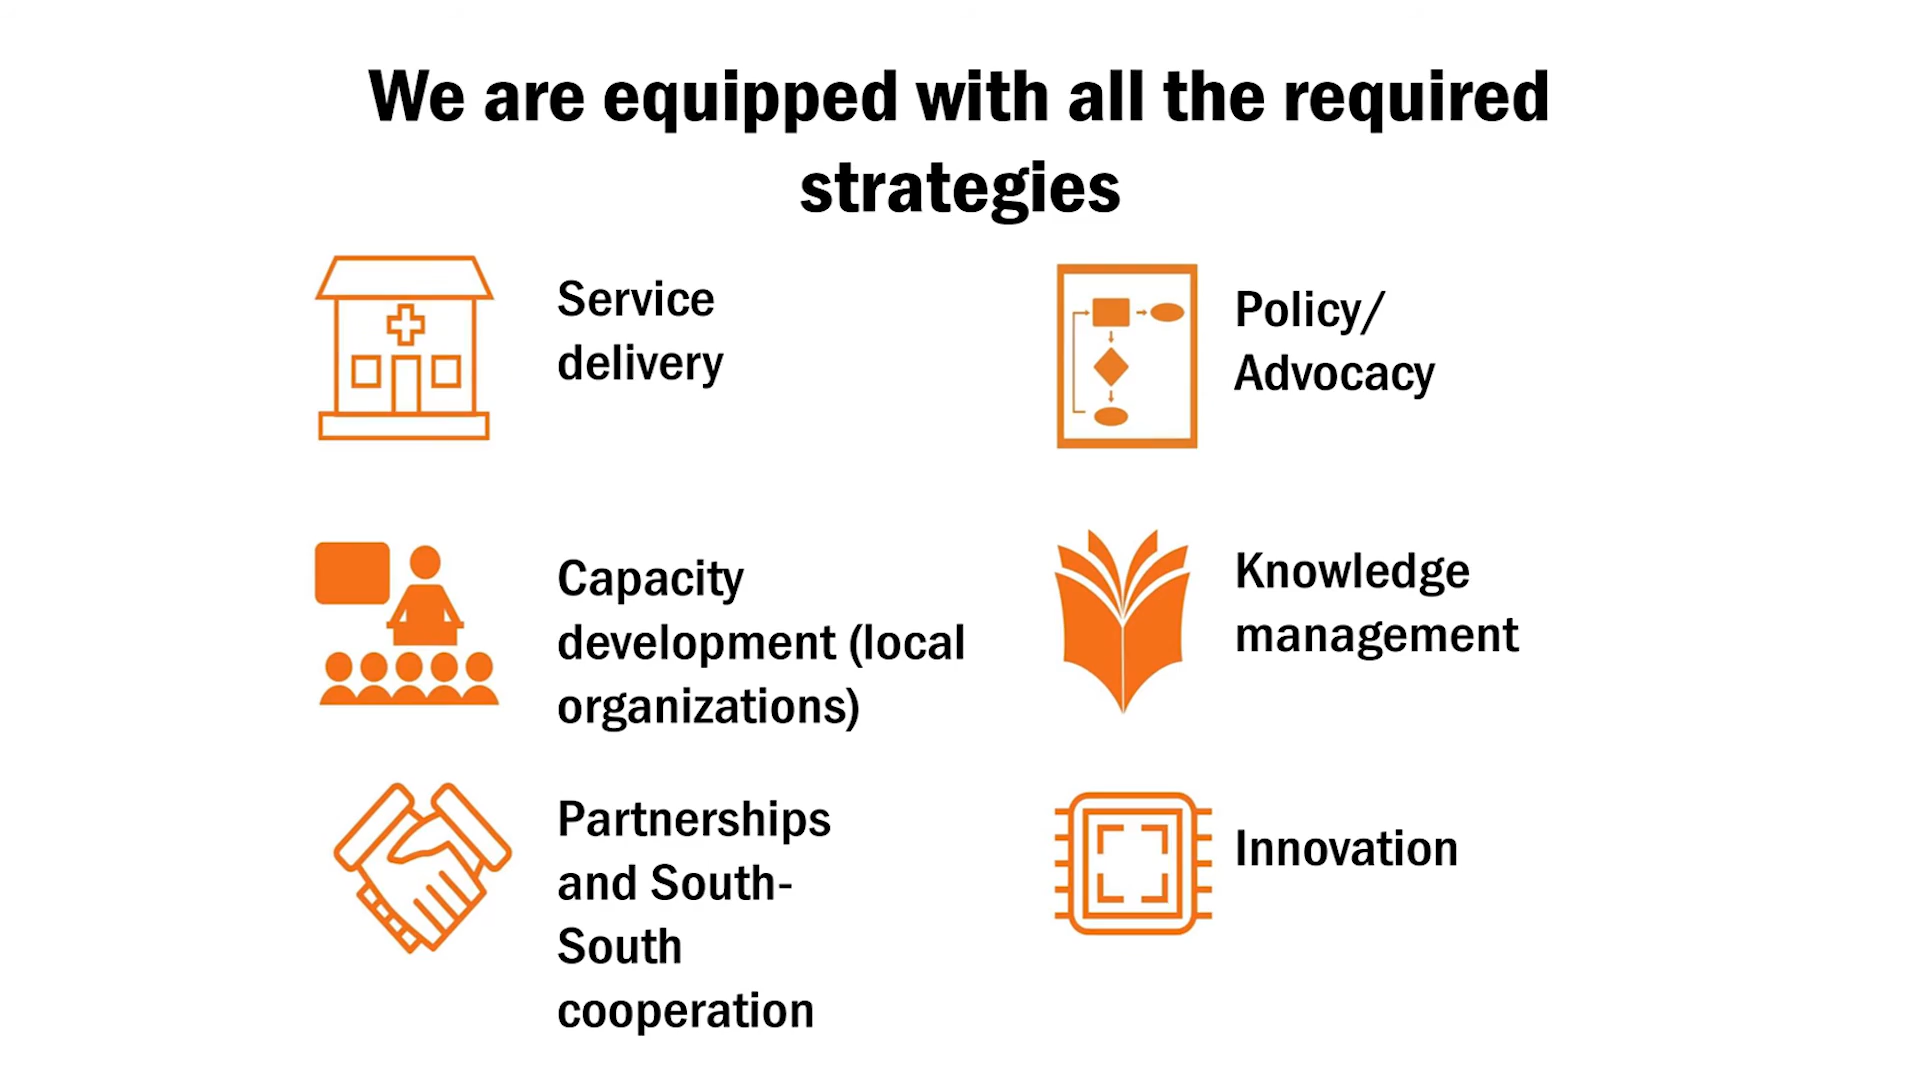 We are equipped with all the required
strategies
Service
delivery
Policy/
Advocacy
Capacity
development (local
organizations)
Knowledge
management
Partnerships
and South-
South
cooperation
Innovation